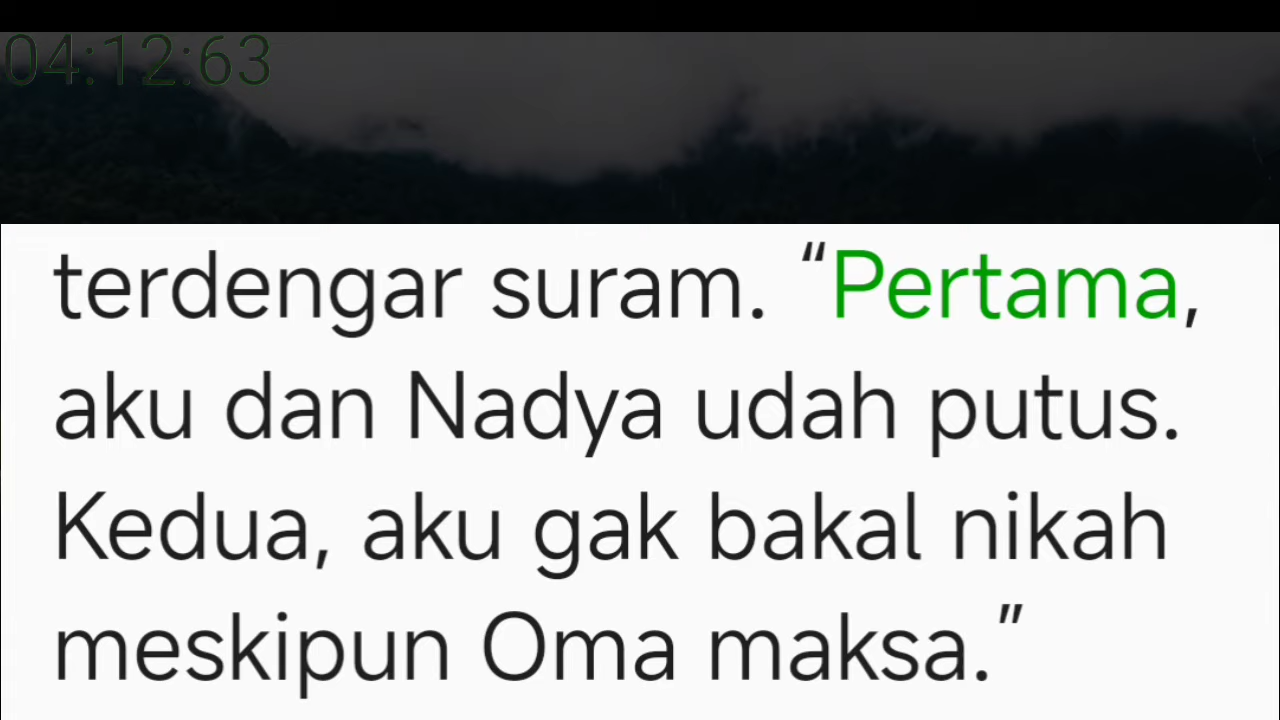 04:12:63
terdengar suram. “Pertama,
aku dan Nadya udah putus.
Kedua, aku gak bakal nikah
meskipun Oma maksa.”